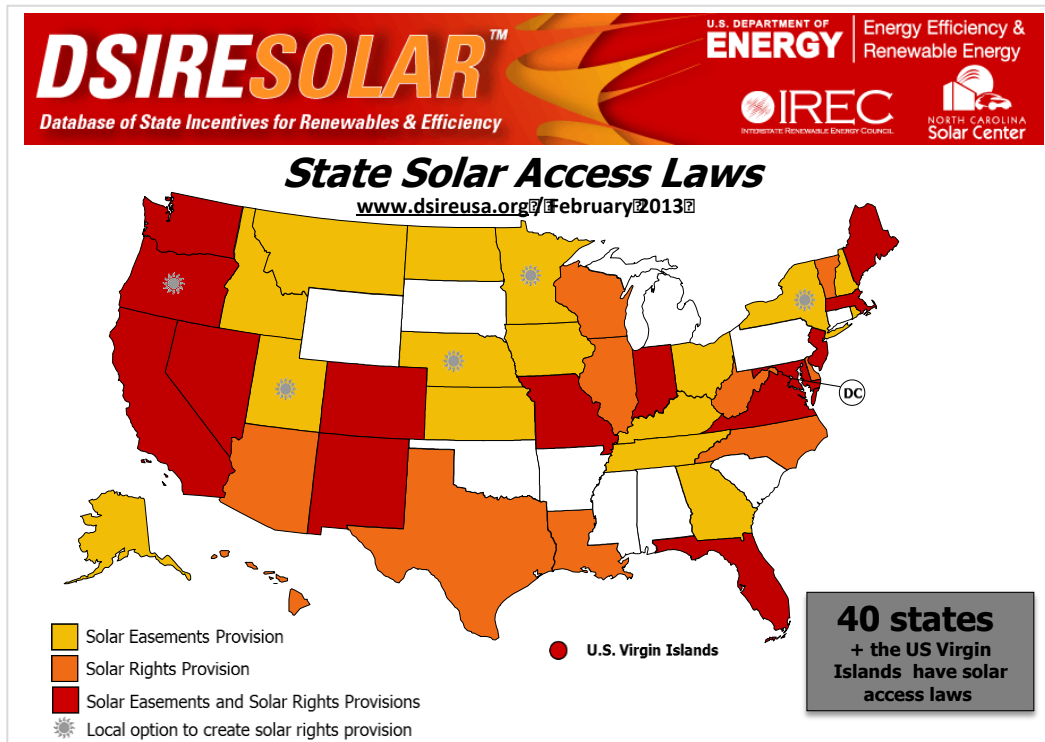 DSIRESOLAR™
Database of State Incentives for Renewables & Efficiency
U.S. DEPARTMENT OF
ENERGY
Energy Efficiency &
Renewable Energy
IREC
INTERSTATE RENEWABLE ENERGY COUNCIL
NORTH CAROLINA
Solar Center
State Solar Access Laws
www.dsireusa.org / February 2013
DC
Solar Easements Provision
Solar Rights Provision
Solar Easements and Solar Rights Provisions
Local option to create solar rights provision
U.S. Virgin Islands
40 states
+ the US Virgin
Islands have solar
access laws